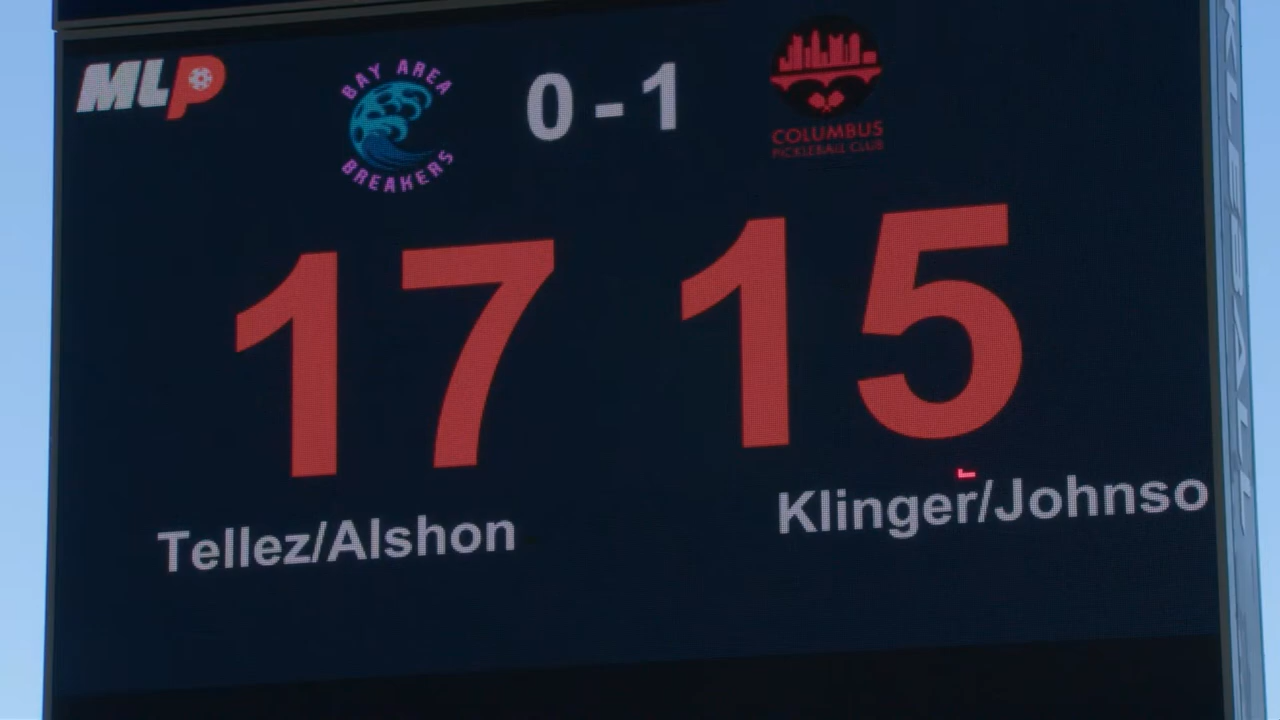 MLP
BAY AREA
BREAKERS
0 - 1
COLUMBUS
PICKLEBALL CLUB
17 15
Tellez/Alshon
Klinger/Johnso